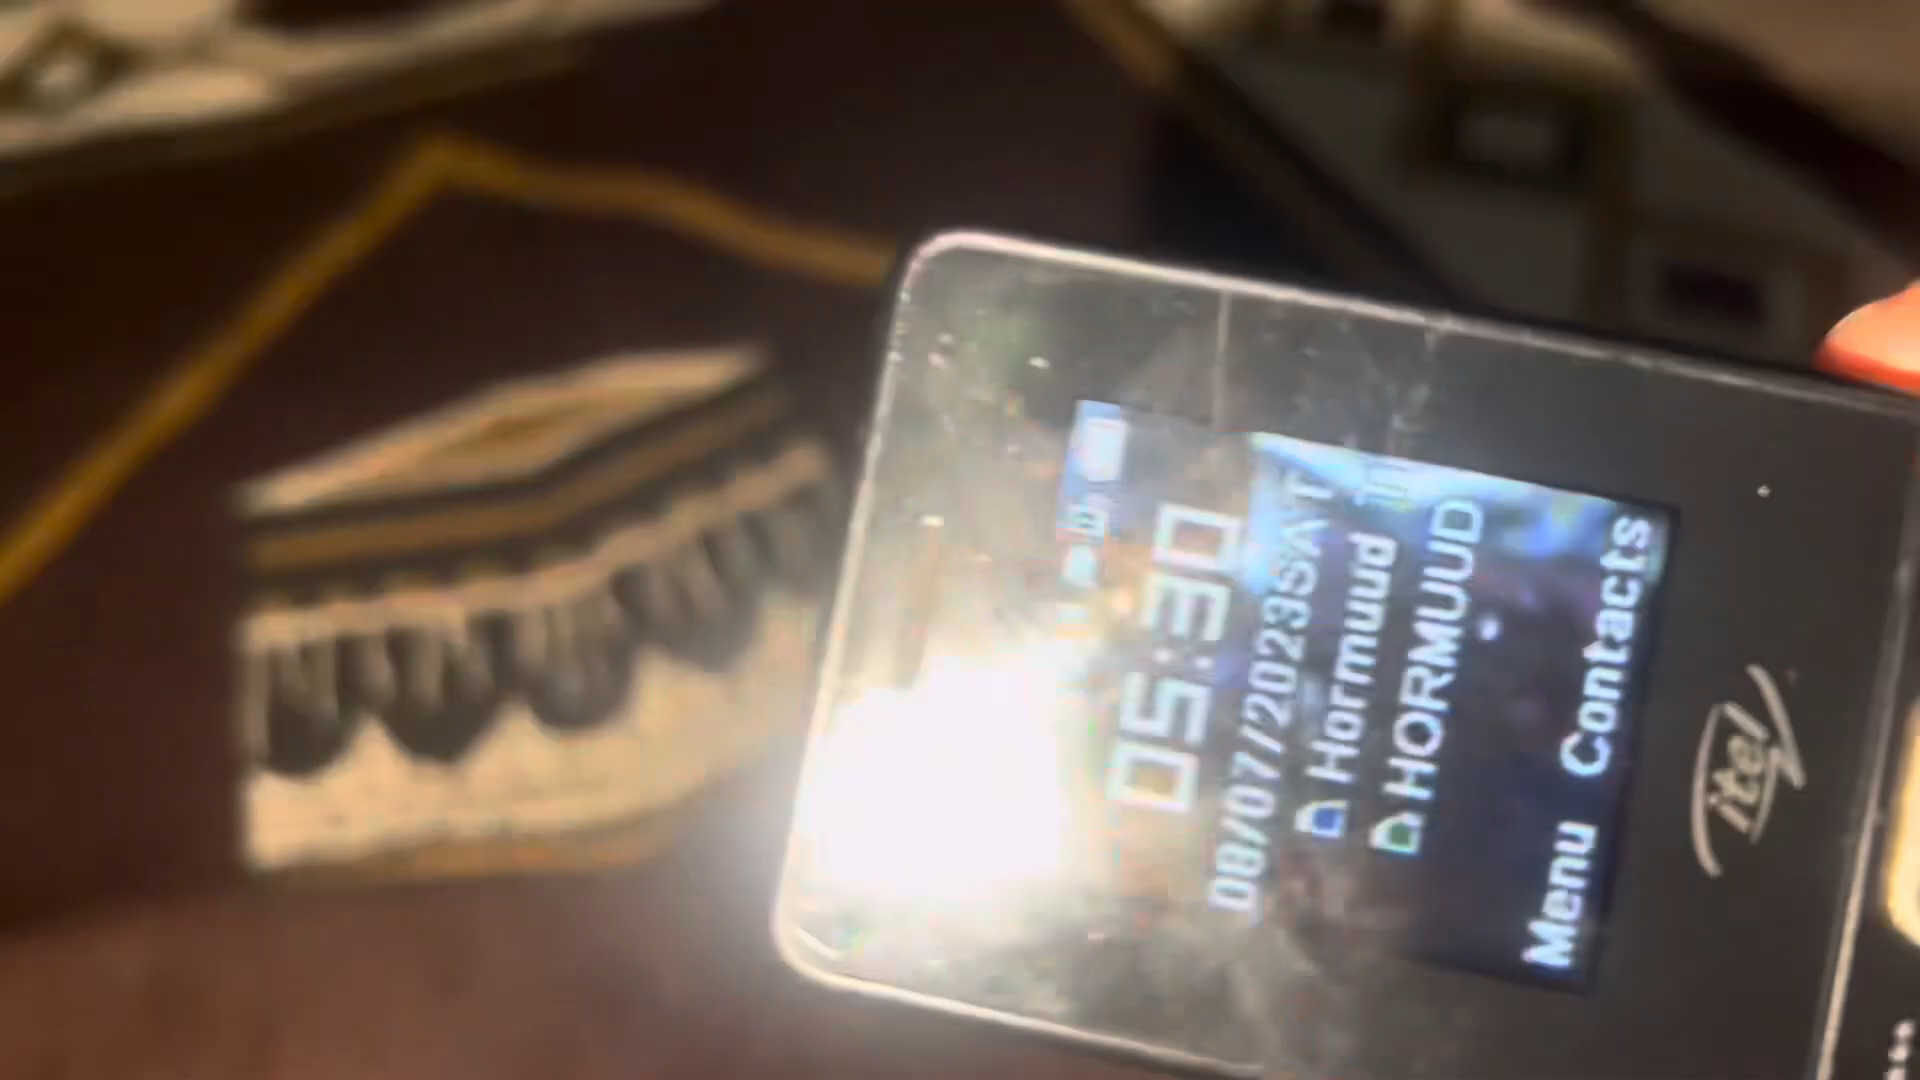 05:30
08/07/2023SAT
Hormuud
HORMUUD
Menu Contacts
itel